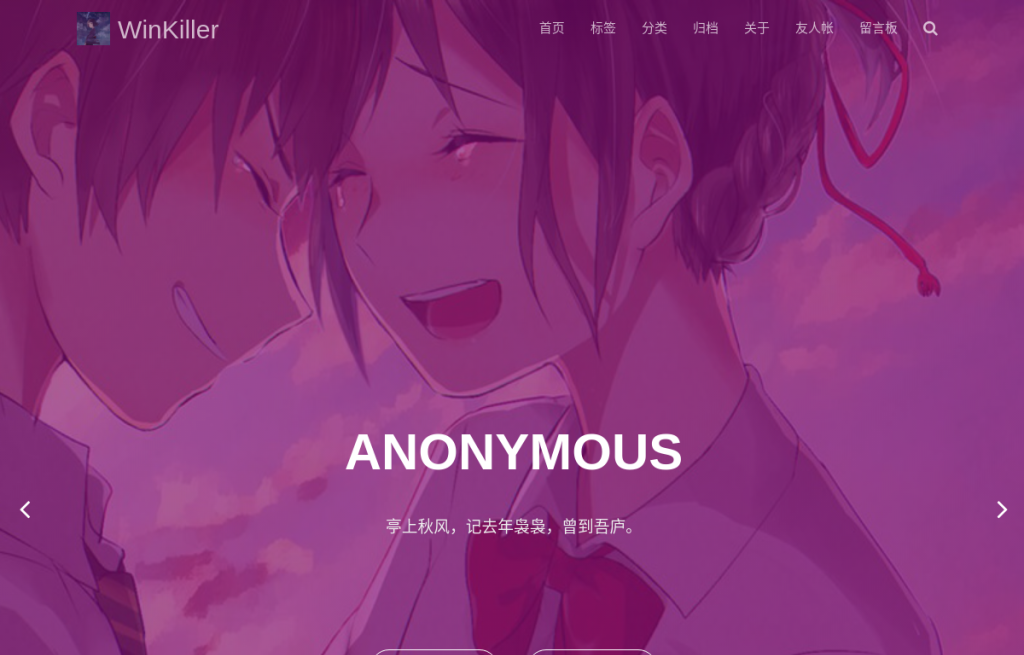 WinKiller
首页 标签 分类 归档 关于 友人帐 留言板
ANONYMOUS
亭上秋风，记去年袅袅，曾到吾庐。